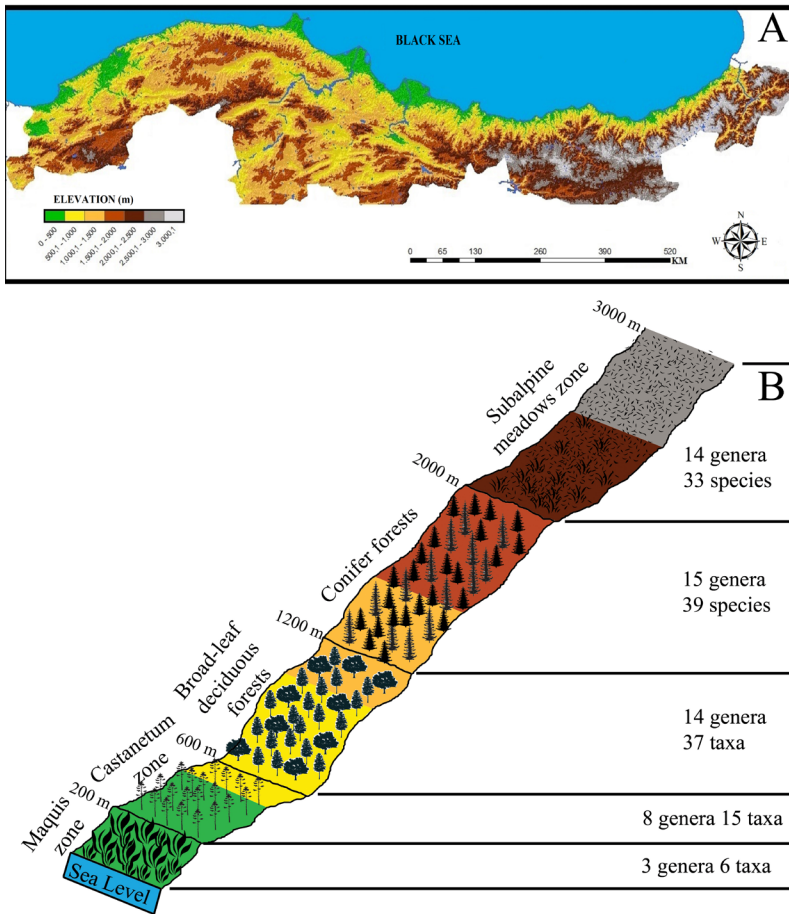 BLACK SEA
A
ELEVATION (m)
0 - 500
500,1 - 1.000
1.000,1 - 1.500
1.500,1 - 2.000
2.000,1 - 2.500
2.500,1 - 3.000
3.000,1
0 65 130 260 390 520
KM
N
W E
S
B
3000 m
Subalpine
meadows zone
14 genera
33 species
2000 m
Conifer forests
15 genera
39 species
1200 m
Broad-leaf
deciduous
forests
14 genera
37 taxa
600 m
Castanetum
zone
8 genera 15 taxa
200 m
Maquis
zone
3 genera 6 taxa
Sea Level